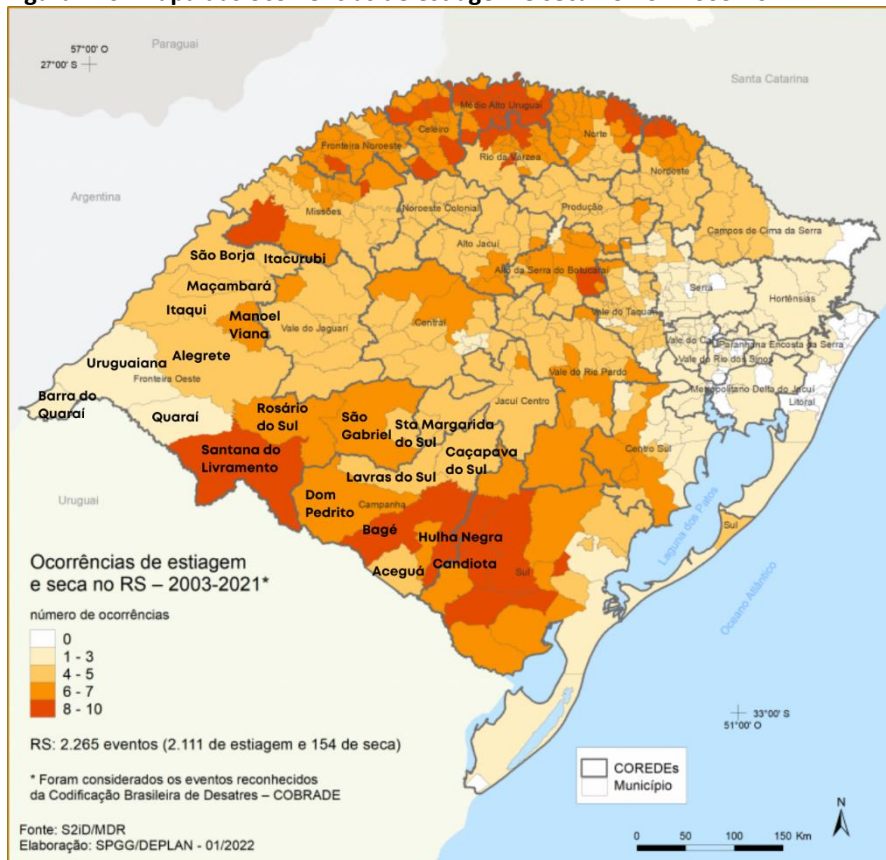 Paraguai
57°00' O
27°00' S
Santa Catarina
Médio Alto Uruguai
Celeiro
Norte
Fronteira Noroeste
Rio da Várzea
Nordeste
Argentina
Missões
Noroeste Colonial
Produção
Campos de Cima da Serra
Alto Jacuí
São Borja
Itacurubi
Alto da Serra do Botucaraí
Serra
Maçambará
Hortênsias
Itaqui
Manoel
Viana
Vale do Jaguari
Central
Vale do Taquari
Vale do Caí
Paranhana Encosta da Serra
Uruguaiana
Alegrete
Vale do Rio dos Sinos
Fronteira Oeste
Vale do Rio Pardo
Metropolitano Delta do Jacuí
Barra do
Quaraí
Quaraí
Rosário
do Sul
São
Gabriel
Sta Margarida
do Sul
Jacuí Centro
Litoral
Santana do
Livramento
Caçapava
do Sul
Centro Sul
Lavras do Sul
Uruguai
Dom
Pedrito
Campanha
Bagé
Hulha Negra
Candiota
Sul
Aceguá
Sul
Laguna dos Patos
Oceano Atlântico
Ocorrências de estiagem
e seca no RS – 2003-2021*
número de ocorrências
0
1 - 3
4 - 5
6 - 7
8 - 10
33°00' S
51°00' O
RS: 2.265 eventos (2.111 de estiagem e 154 de seca)
* Foram considerados os eventos reconhecidos
da Codificação Brasileira de Desatres – COBRADE
COREDEs
Município
N
Fonte: S2iD/MDR
Elaboração: SPGG/DEPLAN - 01/2022
0 50 100 150 Km